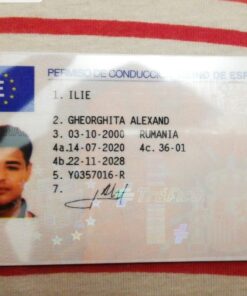 E
PERMISO DE CONDUCC
1. ILIE
2. GHEORGHITA ALEXAND
3. 03-10-2000 RUMANIA
4a. 14-07-2020 4c. 36-01
4b. 22-11-2028
5. Y0357016-R
7.